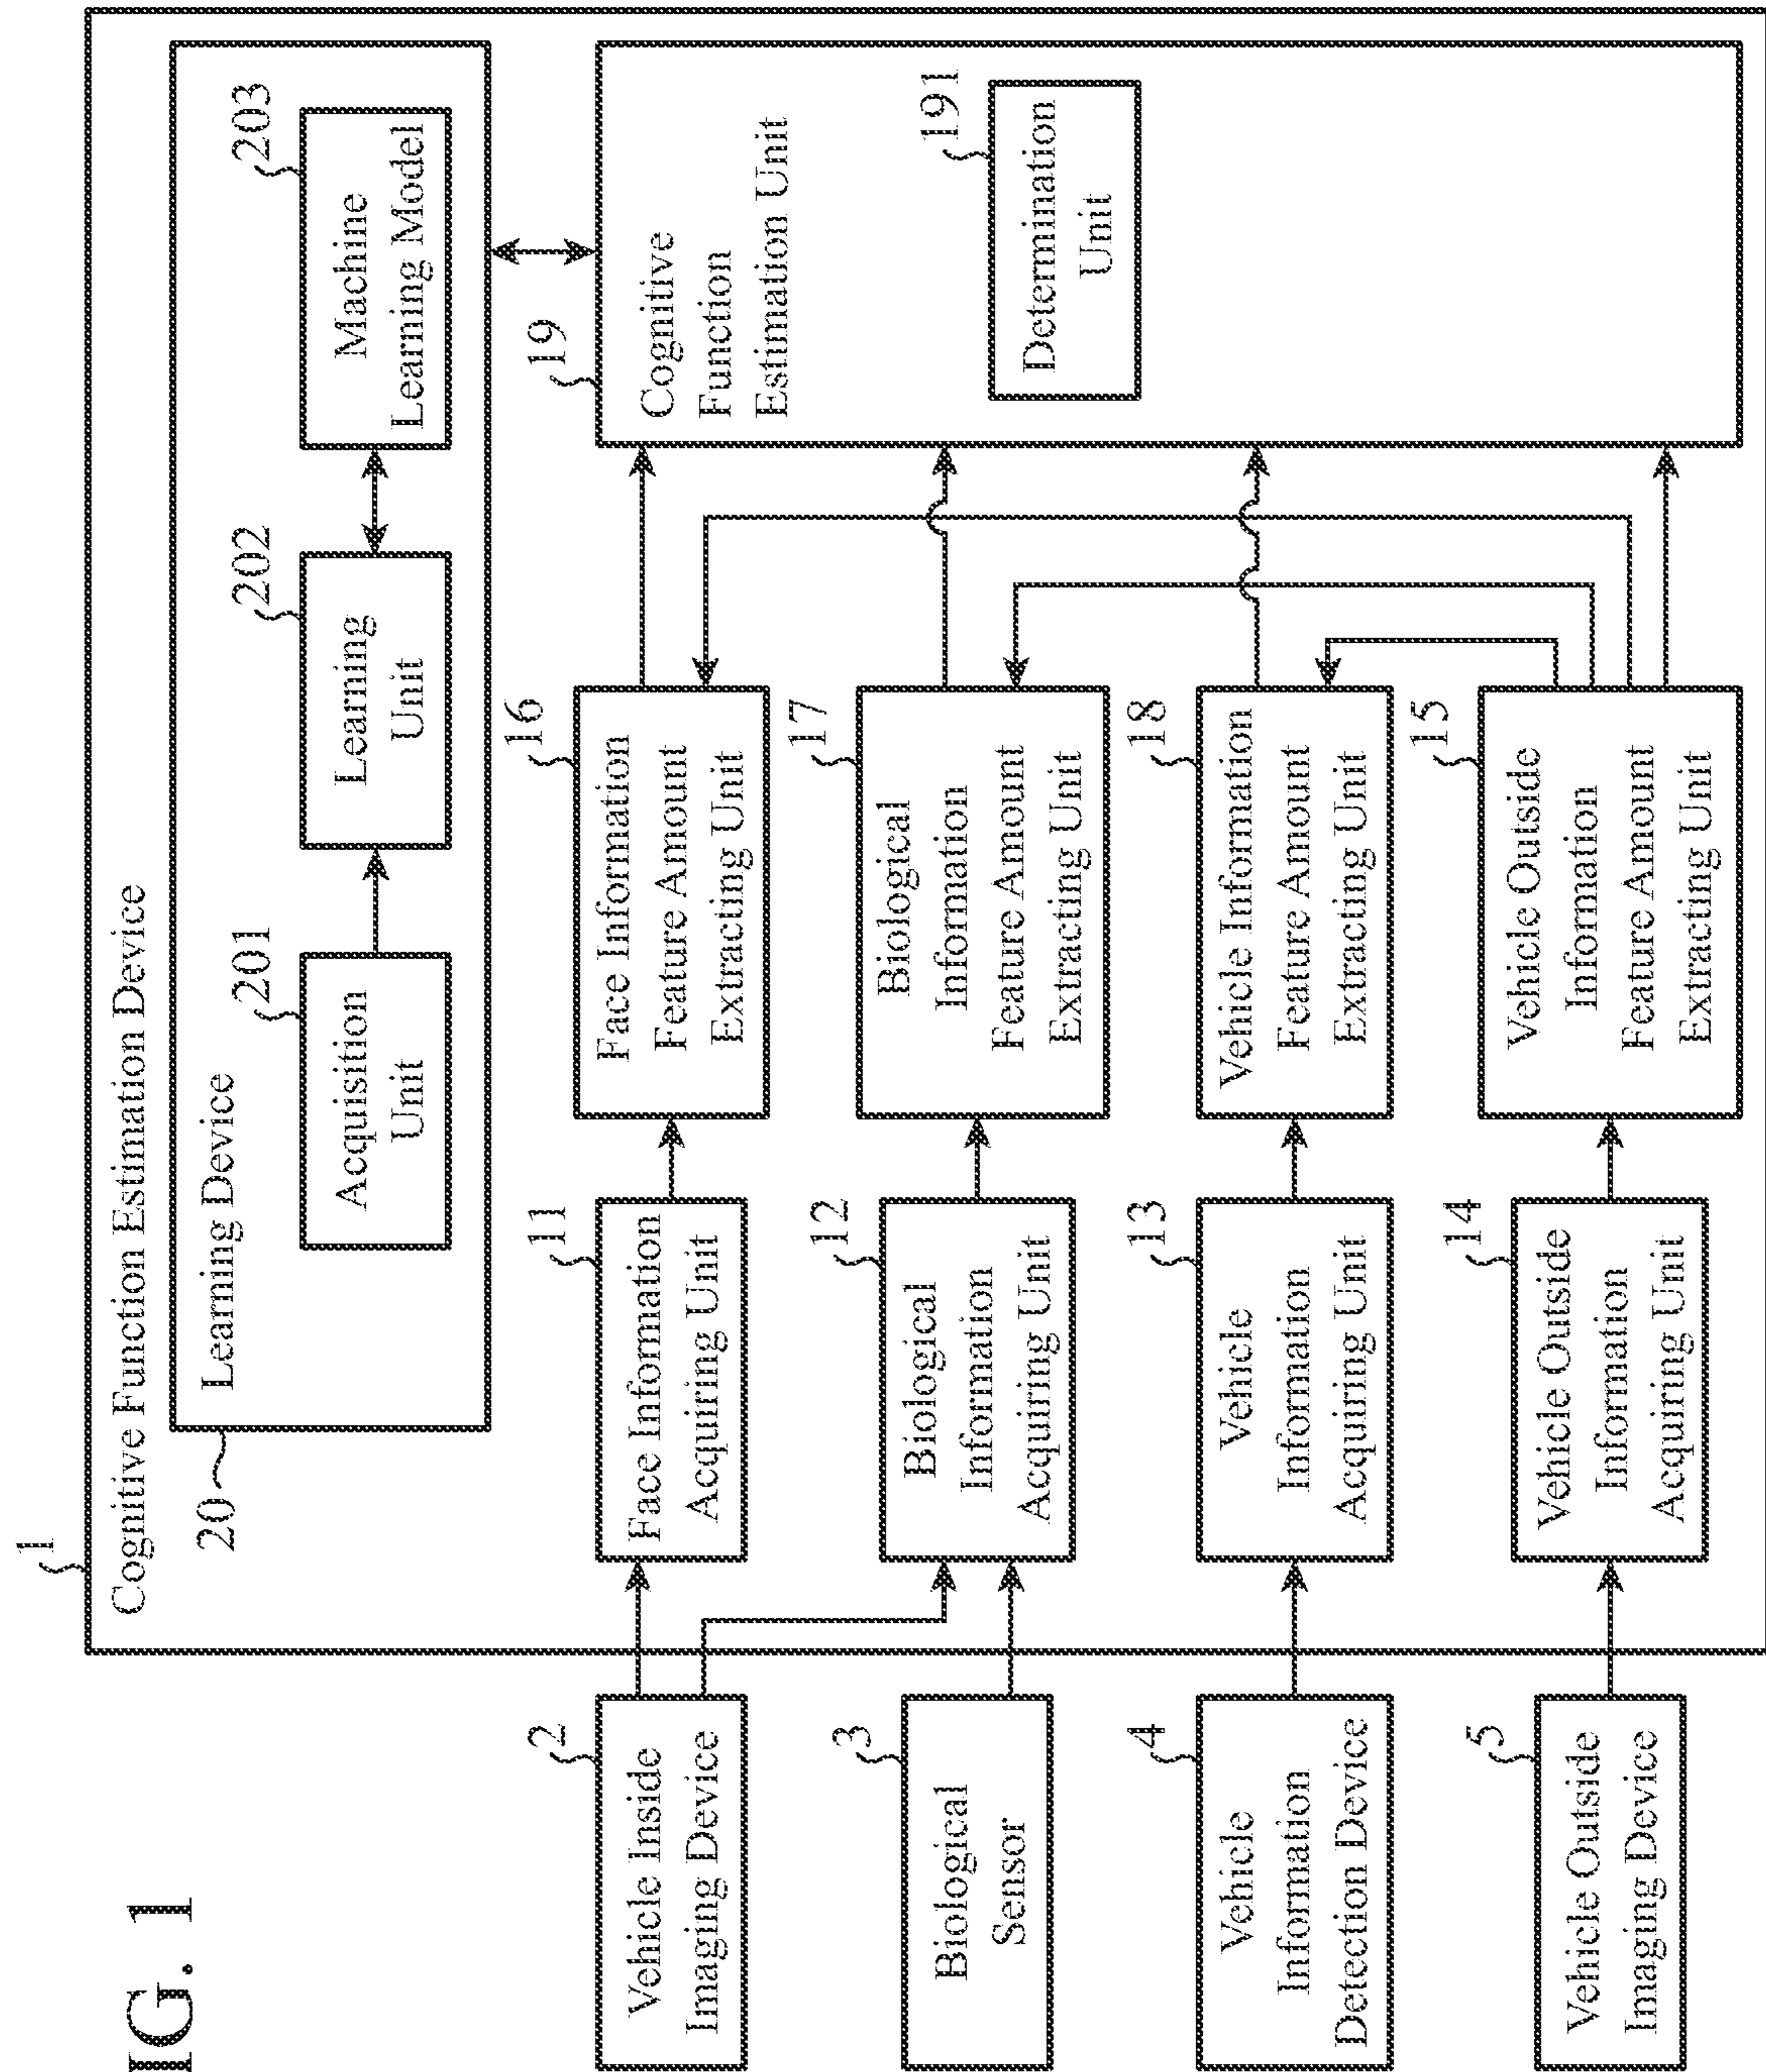 IG. 1
1
Cognitive Function Estimation Device
20
Learning Device
201
Acquisition
Unit
202
Learning
Unit
203
Machine
Learning Model
2
Vehicle Inside
Imaging Device
11
Face Information
Acquiring Unit
16
Face Information
Feature Amount
Extracting Unit
19
Cognitive
Function
Estimation Unit
191
Determination
Unit
3
Biological
Sensor
12
Biological
Information
Acquiring Unit
17
Biological
Information
Feature Amount
Extracting Unit
4
Vehicle
Information
Detection Device
13
Vehicle
Information
Acquiring Unit
18
Vehicle Information
Feature Amount
Extracting Unit
5
Vehicle Outside
Imaging Device
14
Vehicle Outside
Information
Acquiring Unit
15
Vehicle Outside
Information
Feature Amount
Extracting Unit